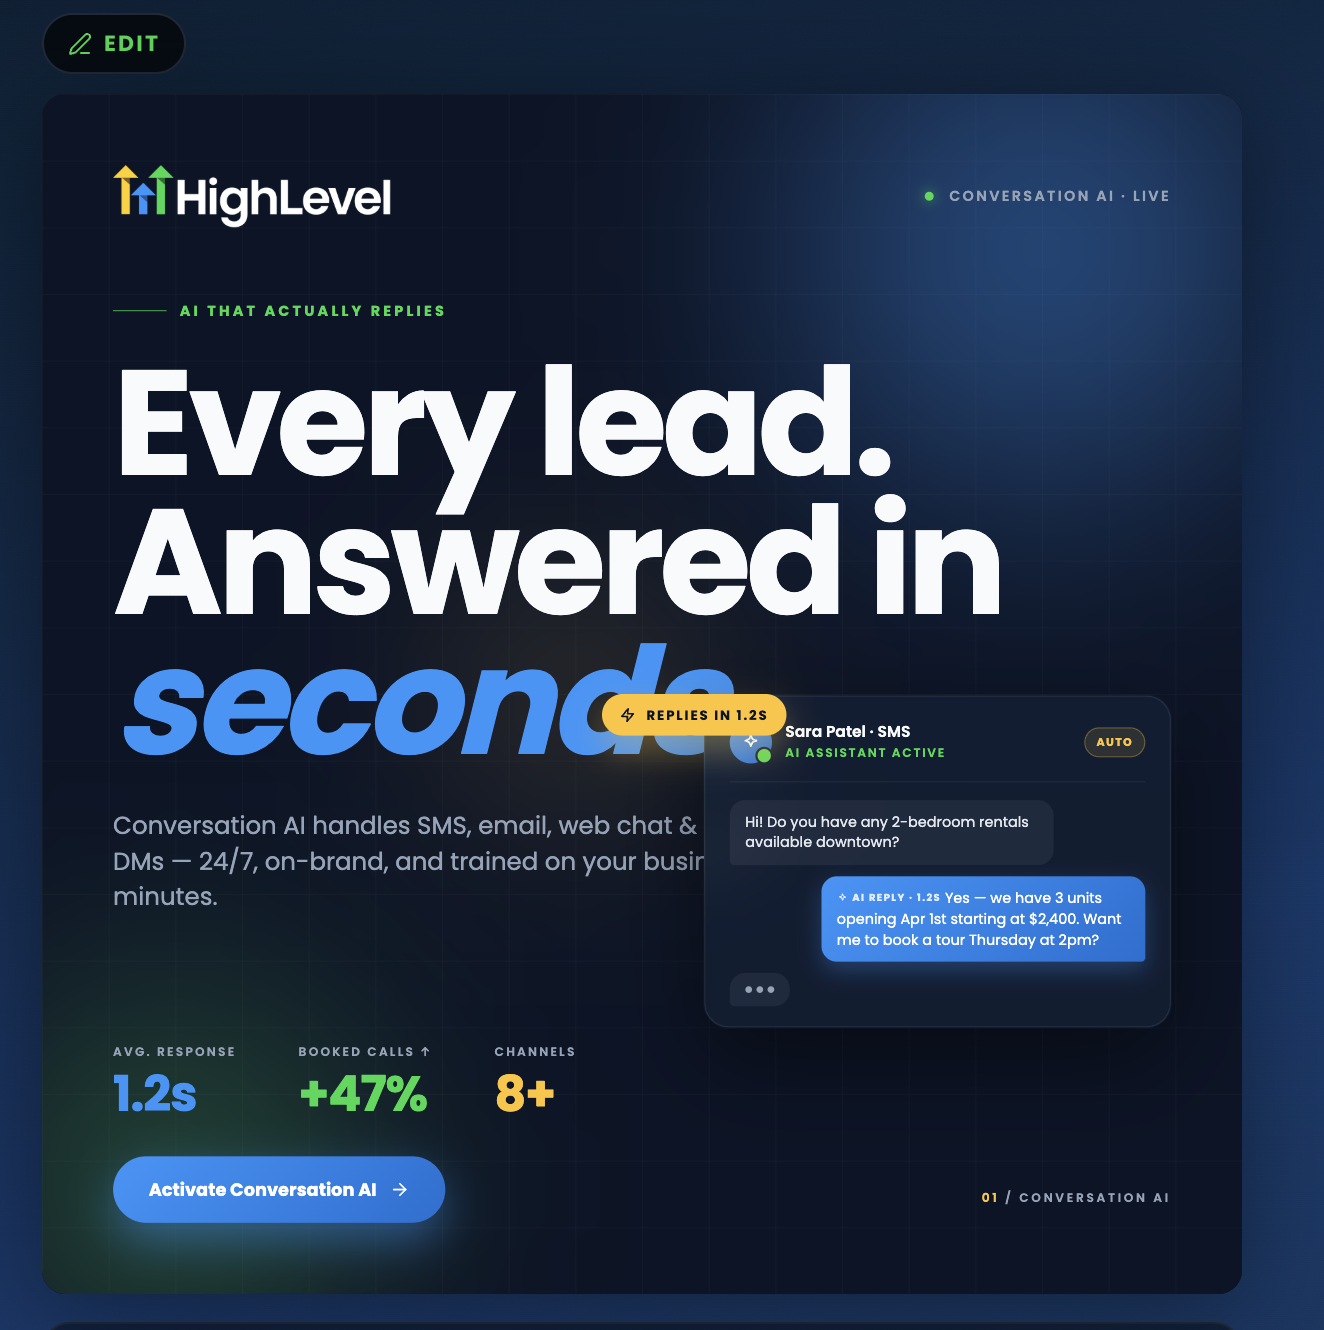 EDIT
HighLevel
CONVERSATION AI · LIVE
AI THAT ACTUALLY REPLIES
Every lead.
Answered in
REPLIES IN 1.2S
Conversation AI handles SMS, email, web chat &
DMs — 24/7, on-brand, and trained on your
minutes.
Sara Patel · SMS
AI ASSISTANT ACTIVE
AUTO
Hi! Do you have any 2-bedroom rentals
available downtown?
AI REPLY · 1.2S Yes — we have 3 units
opening Apr 1st starting at $2,400. Want
me to book a tour Thursday at 2pm?
AVG. RESPONSE
1.2s
BOOKED CALLS ↑
+47%
CHANNELS
8+
Activate Conversation AI →
01 / CONVERSATION AI